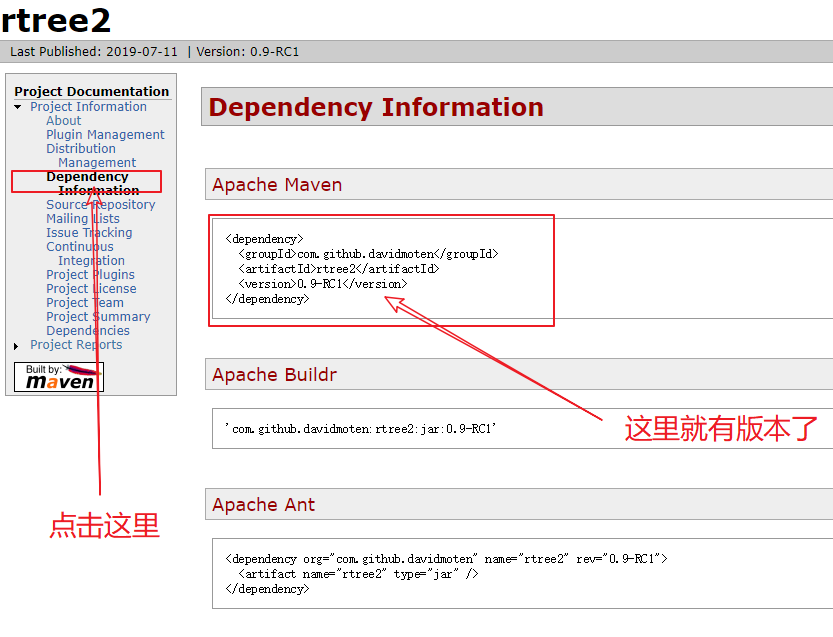 rtree2
Last Published: 2019-07-11 | Version: 0.9-RC1
Project Documentation
Project Information
About
Plugin Management
Distribution
Management
Dependency
Information
Source Repository
Mailing Lists
Issue Tracking
Continuous
Integration
Project Plugins
Project License
Project Team
Project Summary
Dependencies
Project Reports
Built by:
maven
点击这里
Dependency Information
Apache Maven
<dependency>
  <groupId>com.github.davidmoten</groupId>
  <artifactId>rtree2</artifactId>
  <version>0.9-RC1</version>
</dependency>
这里就有版本了
Apache Buildr
'com.github.davidmoten:rtree2:jar:0.9-RC1'
Apache Ant
<dependency org="com.github.davidmoten" name="rtree2" rev="0.9-RC1">
  <artifact name="rtree2" type="jar" />
</dependency>